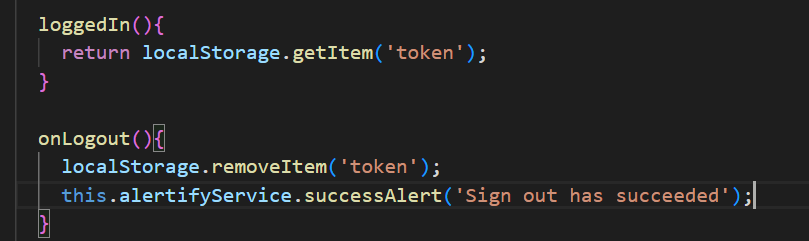 loggedIn(){
return localStorage.getItem('token');
}
onLogout(){
localStorage.removeItem('token');
this.alertifyService.successAlert('Sign out has succeeded');
}